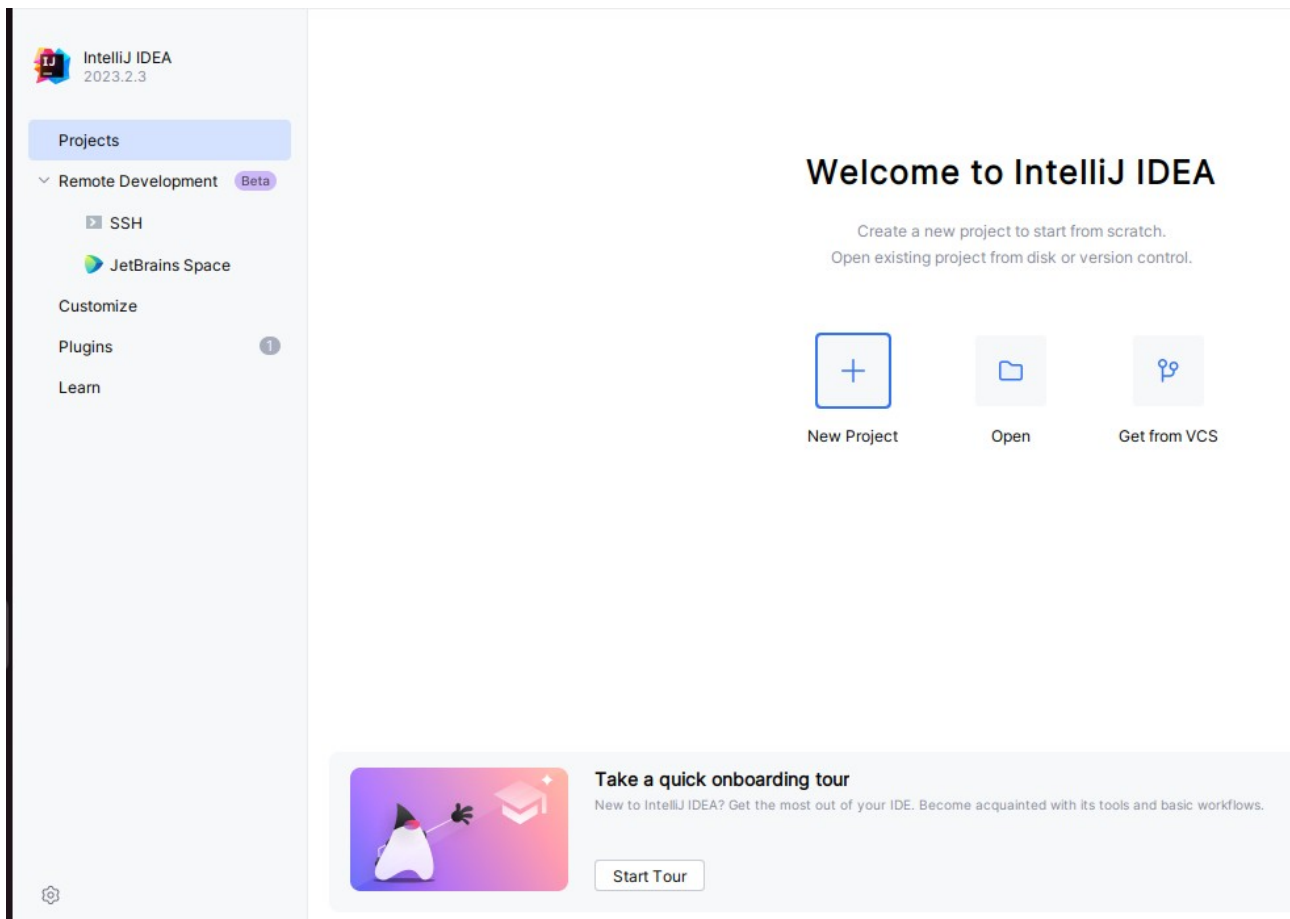 IJ
IntelliJ IDEA
2023.2.3
Projects
Remote Development Beta
SSH
JetBrains Space
Customize
Plugins 1
Learn
Welcome to IntelliJ IDEA
Create a new project to start from scratch.
Open existing project from disk or version control.
New Project Open Get from VCS
Take a quick onboarding tour
New to IntelliJ IDEA? Get the most out of your IDE. Become acquainted with its tools and basic workflows.
Start Tour